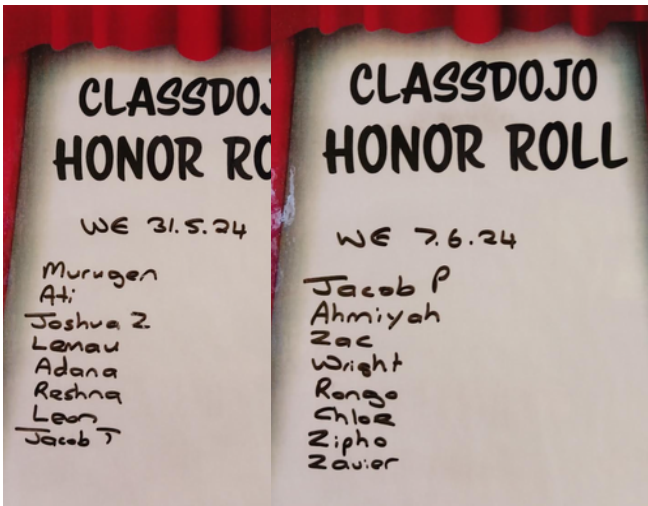 CLASSDOJ
HONOR RO
WE 31.5.24
Murugen
Ati
Joshua Z
Lemau
Adana
Reshna
Leon
Jacob T
CLASSDOJO
HONOR ROLL
WE 7.6.24
Jacob P
Ahmiyah
Zac
Wright
Rongo
Chloe
Zipho
Zavier